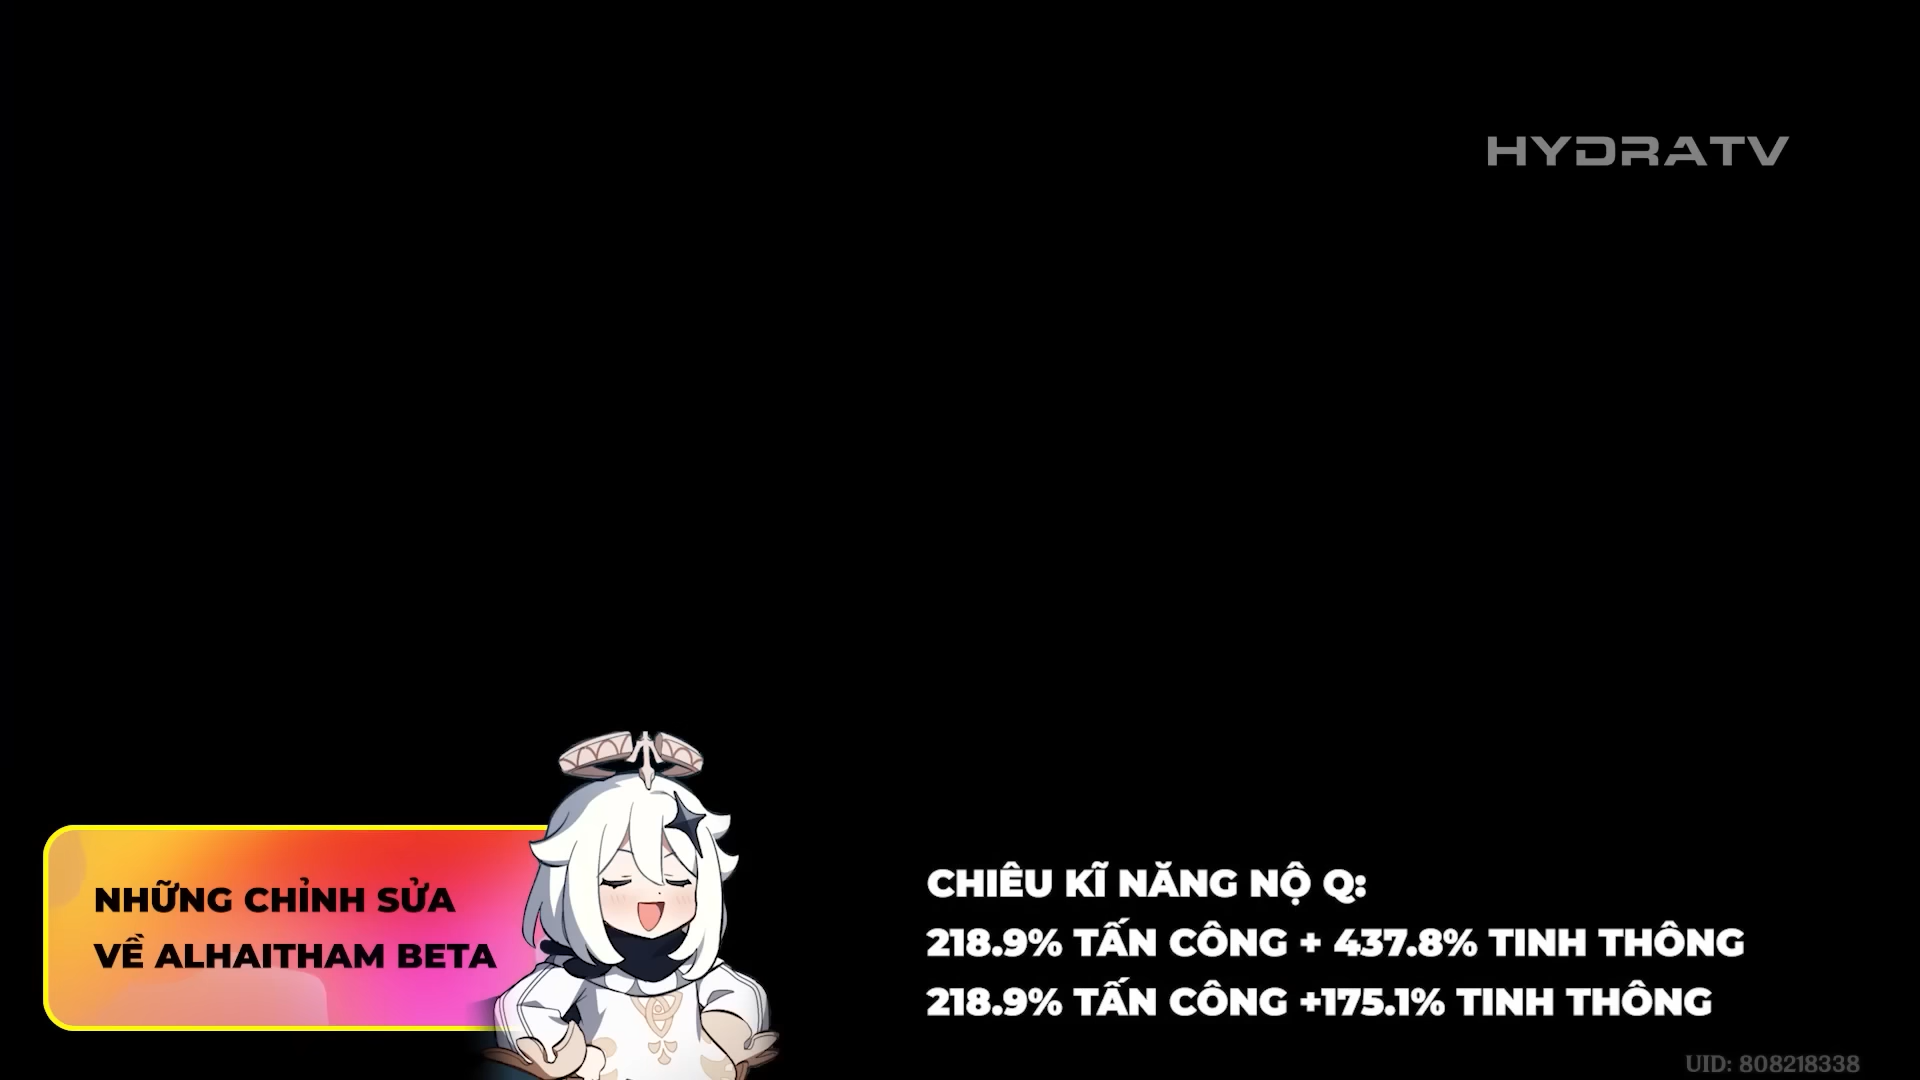 HYDRATV
NHỮNG CHỈNH SỬA
VỀ ALHAITHAM BETA
CHIÊU KĨ NĂNG NỘ Q:
218.9% TẤN CÔNG + 437.8% TINH THÔNG
218.9% TẤN CÔNG +175.1% TINH THÔNG
UID: 808218338